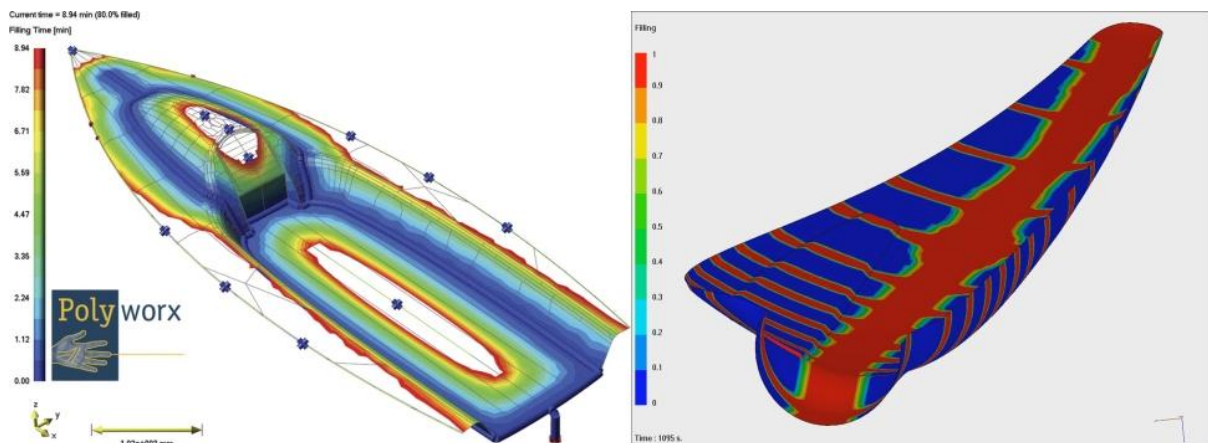 Current time = 8.94 min (80.0% filled)
Filling Time [min]
8.94
7.82
6.71
5.59
4.47
3.35
2.24
1.12
0.00
Polyworx
z
y
x
Filling
1
0.9
0.8
0.7
0.6
0.5
0.4
0.3
0.2
0.1
0
Time : 1095 s.